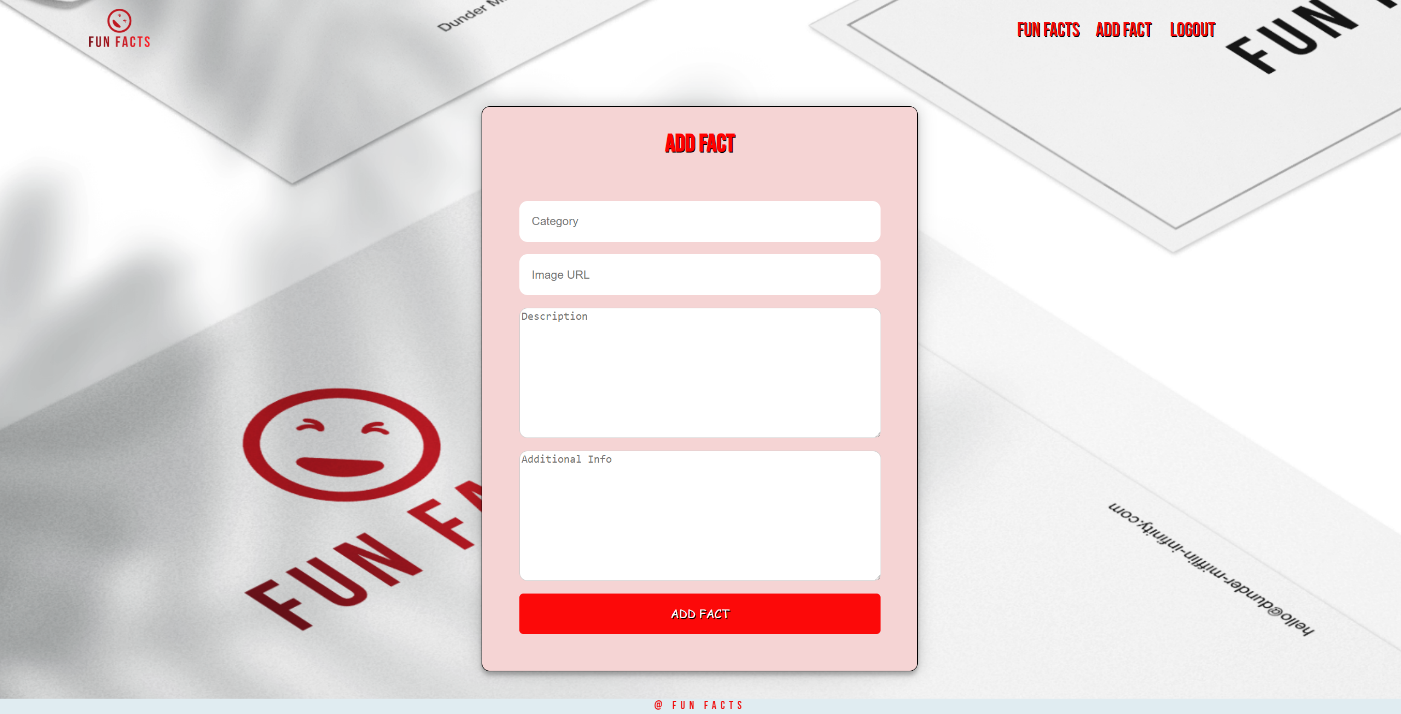 FUN FACTS
Dunder M
FUN FACTS ADD FACT LOGOUT
FUN
ADD FACT
Category
Image URL
Description
Additional Info
ADD FACT
FUN FA
hello@dunder-mifflin-infinity.com
@ FUN FACTS